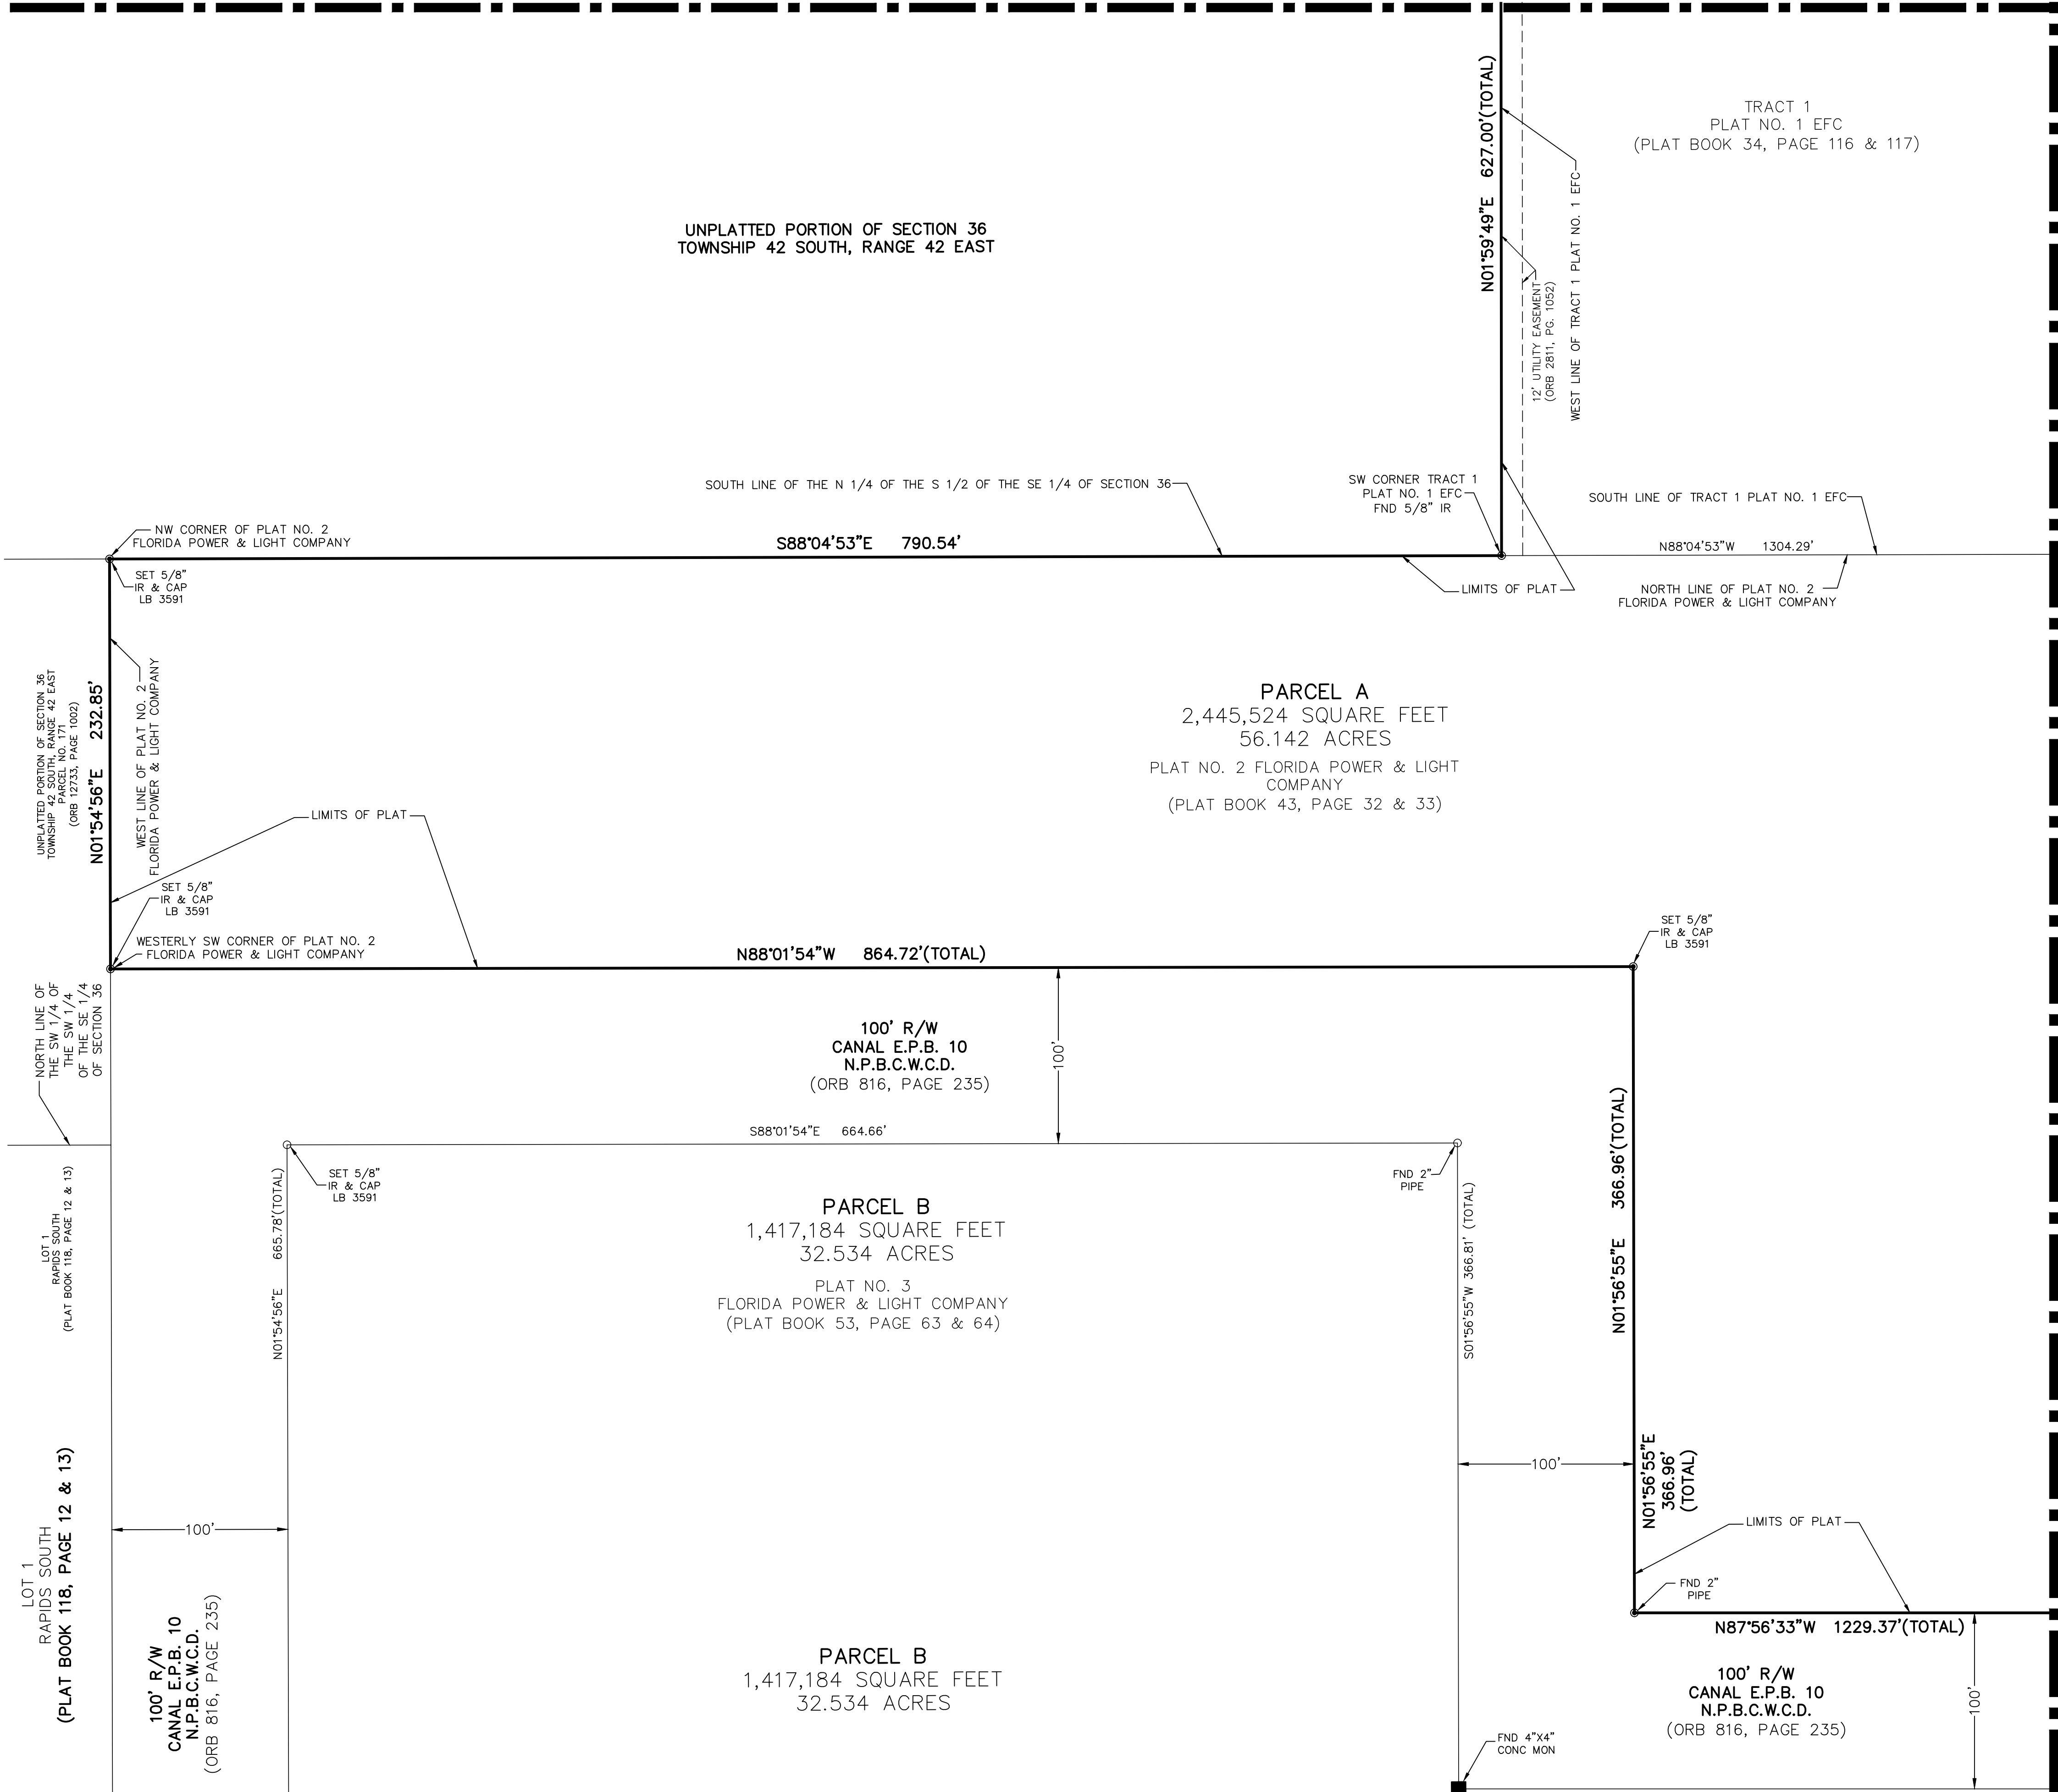 N01°59'49"E 627.00'(TOTAL)
TRACT 1
PLAT NO. 1 EFC
(PLAT BOOK 34, PAGE 116 & 117)
UNPLATTED PORTION OF SECTION 36
TOWNSHIP 42 SOUTH, RANGE 42 EAST
12' UTILITY EASEMENT
(ORB 2811, PG. 1052)
WEST LINE OF TRACT 1 PLAT NO. 1 EFC
SOUTH LINE OF THE N 1/4 OF THE S 1/2 OF THE SE 1/4 OF SECTION 36
SW CORNER TRACT 1
PLAT NO. 1 EFC
FND 5/8" IR
SOUTH LINE OF TRACT 1 PLAT NO. 1 EFC
NW CORNER OF PLAT NO. 2
FLORIDA POWER & LIGHT COMPANY
S88°04'53"E 790.54'
N88°04'53"W 1304.29'
SET 5/8"
IR & CAP
LB 3591
LIMITS OF PLAT
NORTH LINE OF PLAT NO. 2
FLORIDA POWER & LIGHT COMPANY
UNPLATTED PORTION OF SECTION 36
TOWNSHIP 42 SOUTH, RANGE 42 EAST
PARCEL NO. 171
(ORB 12733, PAGE 1002)
N01°54'56"E 232.85'
WEST LINE OF PLAT NO. 2
FLORIDA POWER & LIGHT COMPANY
PARCEL A
2,445,524 SQUARE FEET
56.142 ACRES
PLAT NO. 2 FLORIDA POWER & LIGHT
COMPANY
(PLAT BOOK 43, PAGE 32 & 33)
LIMITS OF PLAT
SET 5/8"
IR & CAP
LB 3591
WESTERLY SW CORNER OF PLAT NO. 2
FLORIDA POWER & LIGHT COMPANY
N88°01'54"W 864.72'(TOTAL)
SET 5/8"
IR & CAP
LB 3591
NORTH LINE OF
THE SW 1/4 OF
THE SW 1/4
OF THE SE 1/4
OF SECTION 36
100' R/W
CANAL E.P.B. 10
N.P.B.C.W.C.D.
(ORB 816, PAGE 235)
100'
S88°01'54"E 664.66'
SET 5/8"
IR & CAP
LB 3591
FND 2"
PIPE
LOT 1
RAPIDS SOUTH
(PLAT BOOK 118, PAGE 12 & 13)
N01°54'56"E 665.78'(TOTAL)
PARCEL B
1,417,184 SQUARE FEET
32.534 ACRES
PLAT NO. 3
FLORIDA POWER & LIGHT COMPANY
(PLAT BOOK 53, PAGE 63 & 64)
S01°56'55"W 366.81' (TOTAL)
N01°56'55"E 366.96'(TOTAL)
100'
N01°56'55"E
366.96'
(TOTAL)
LIMITS OF PLAT
100'
LOT 1
RAPIDS SOUTH
(PLAT BOOK 118, PAGE 12 & 13)
100' R/W
CANAL E.P.B. 10
N.P.B.C.W.C.D.
(ORB 816, PAGE 235)
FND 2"
PIPE
N87°56'33"W 1229.37'(TOTAL)
PARCEL B
1,417,184 SQUARE FEET
32.534 ACRES
100' R/W
CANAL E.P.B. 10
N.P.B.C.W.C.D.
(ORB 816, PAGE 235)
100'
FND 4"X4"
CONC MON